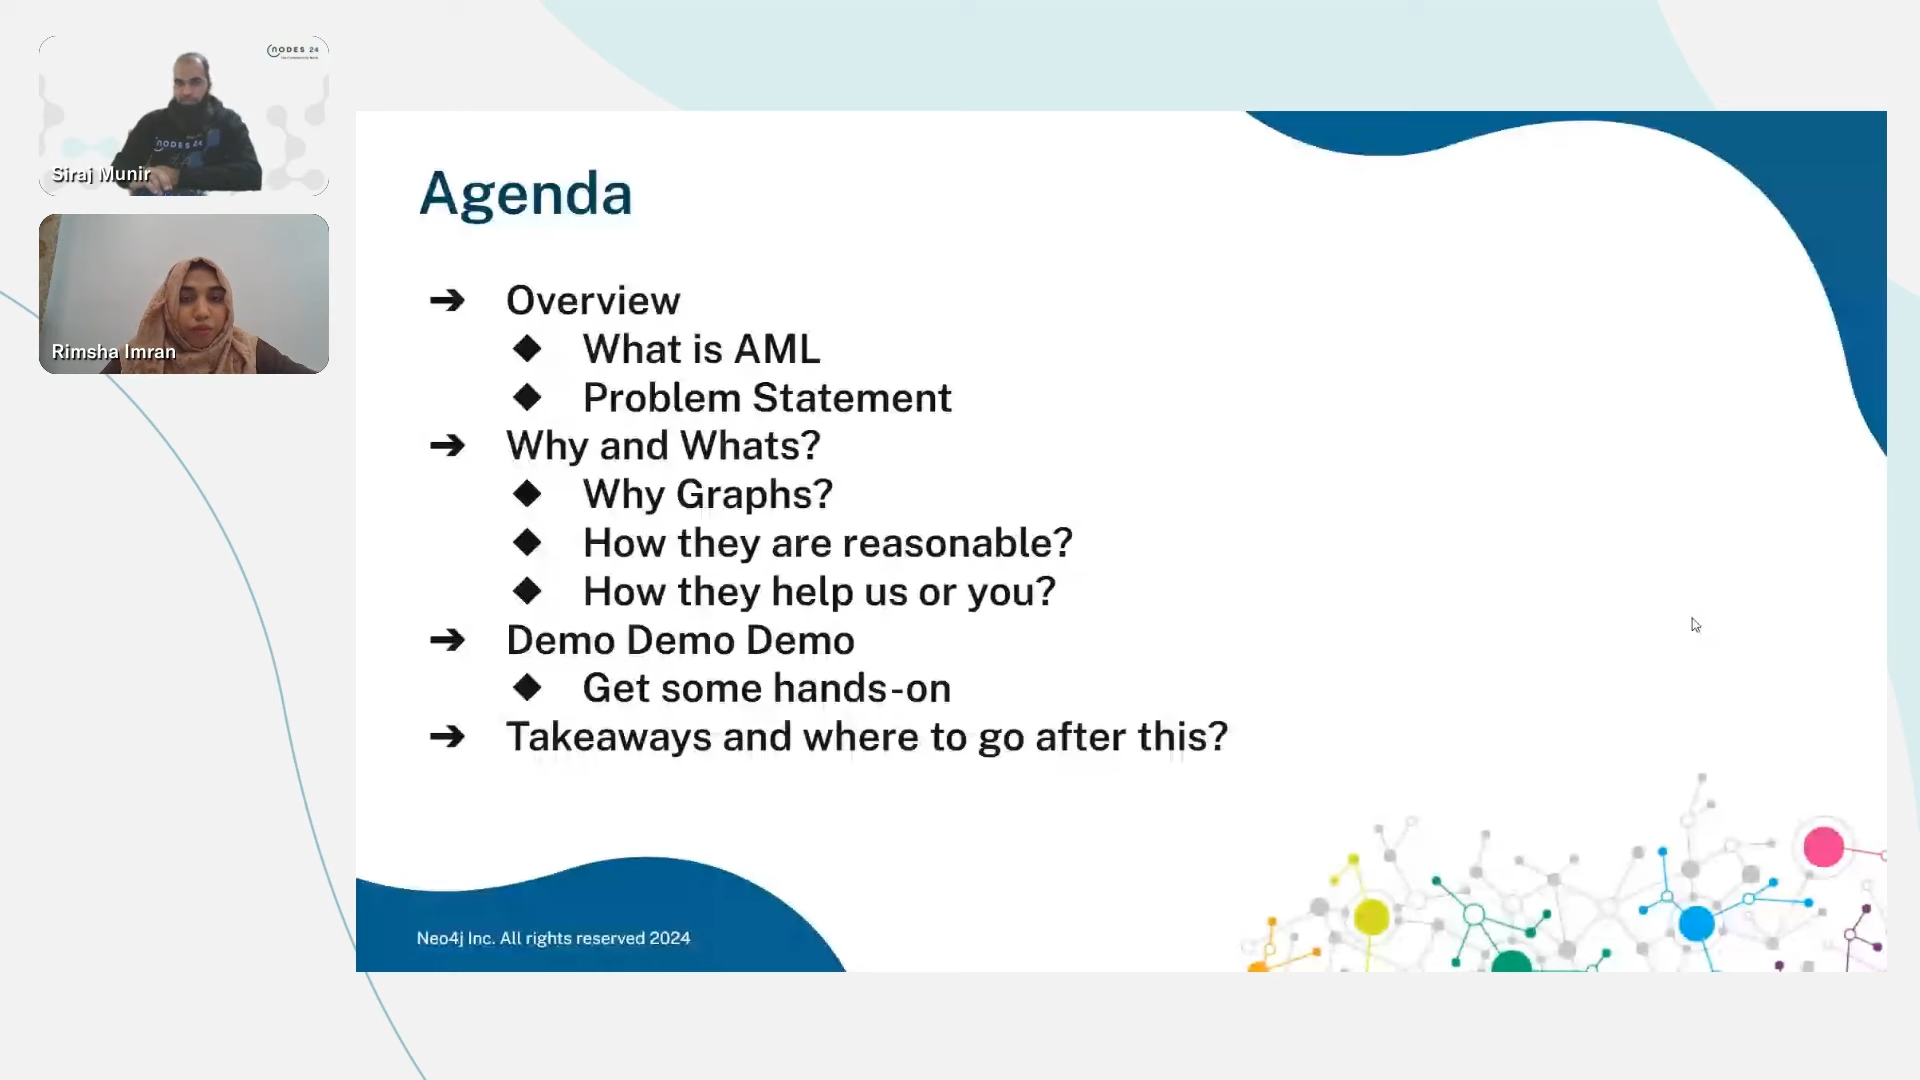 NODES 24
NODES 24
Siraj Munir
Rimsha Imran
Agenda
➔ Overview
◆ What is AML
◆ Problem Statement
➔ Why and Whats?
◆ Why Graphs?
◆ How they are reasonable?
◆ How they help us or you?
➔ Demo Demo Demo
◆ Get some hands-on
➔ Takeaways and where to go after this?
Neo4j Inc. All rights reserved 2024